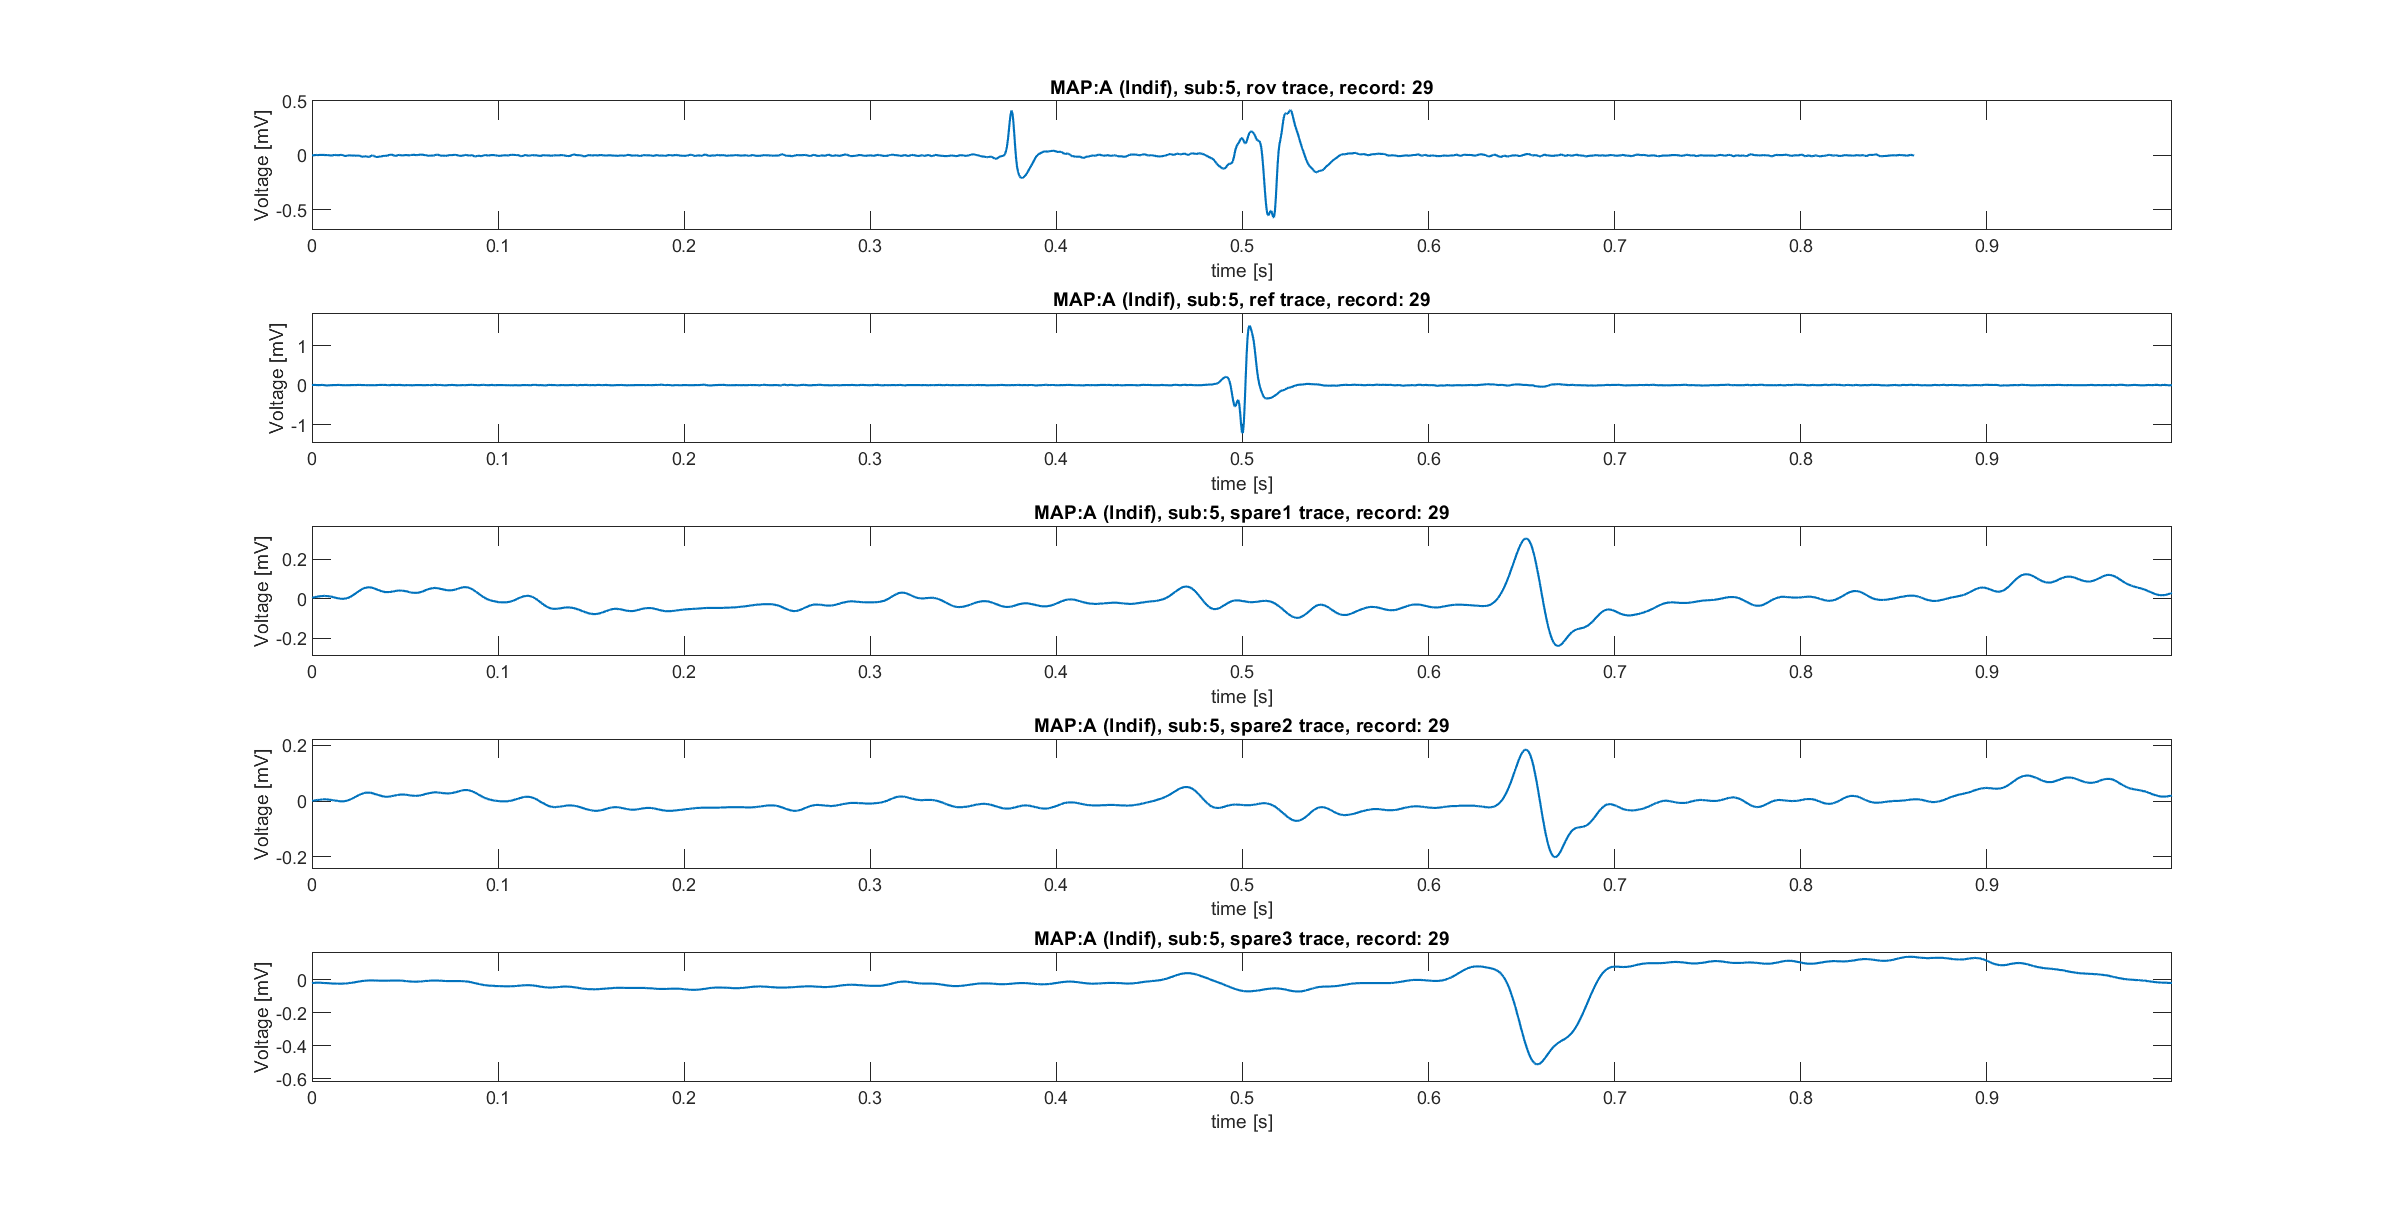 MAP:A (Indif), sub:5, rov trace, record: 29
Voltage [mV]
0.5
0
-0.5
0 0.1 0.2 0.3 0.4 0.5 0.6 0.7 0.8 0.9
time [s]
MAP:A (Indif), sub:5, ref trace, record: 29
Voltage [mV]
1
0
-1
0 0.1 0.2 0.3 0.4 0.5 0.6 0.7 0.8 0.9
time [s]
MAP:A (Indif), sub:5, spare1 trace, record: 29
Voltage [mV]
0.2
0
-0.2
0 0.1 0.2 0.3 0.4 0.5 0.6 0.7 0.8 0.9
time [s]
MAP:A (Indif), sub:5, spare2 trace, record: 29
Voltage [mV]
0.2
0
-0.2
0 0.1 0.2 0.3 0.4 0.5 0.6 0.7 0.8 0.9
time [s]
MAP:A (Indif), sub:5, spare3 trace, record: 29
Voltage [mV]
0
-0.2
-0.4
-0.6
0 0.1 0.2 0.3 0.4 0.5 0.6 0.7 0.8 0.9
time [s]